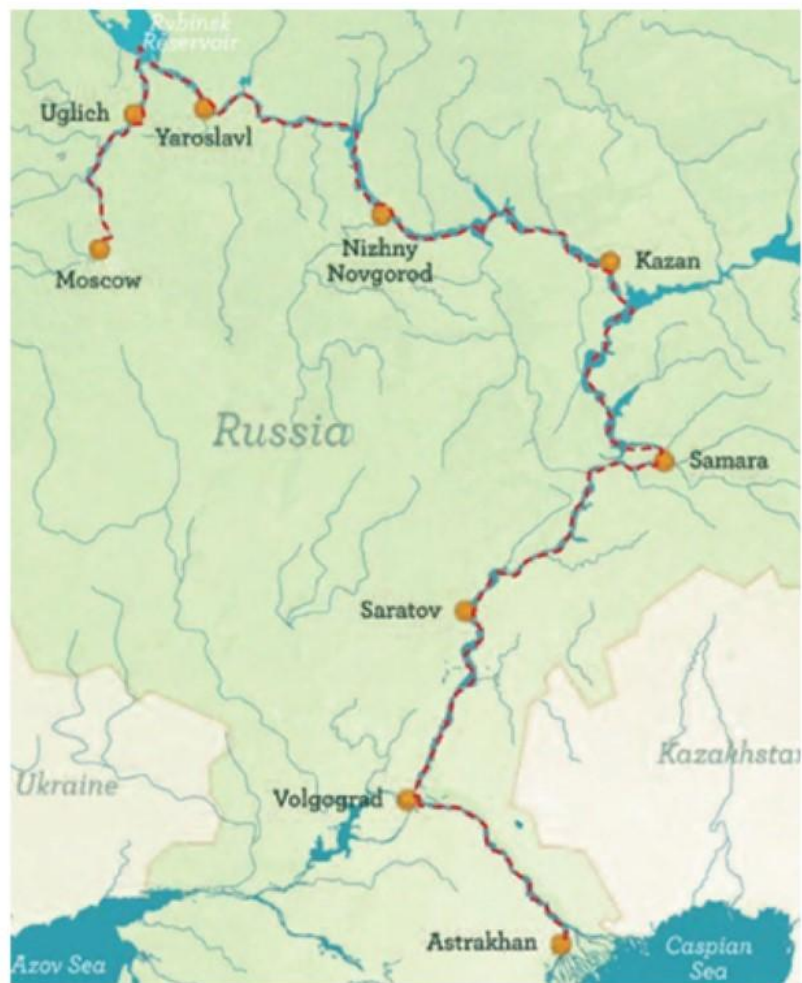 Rybinsk
Reservoir
Uglich
Yaroslavl
Nizhny
Novgorod
Kazan
Moscow
Russia
Samara
Saratov
Kazakhstan
Ukraine
Volgograd
Astrakhan
Caspian
Sea
Azov Sea